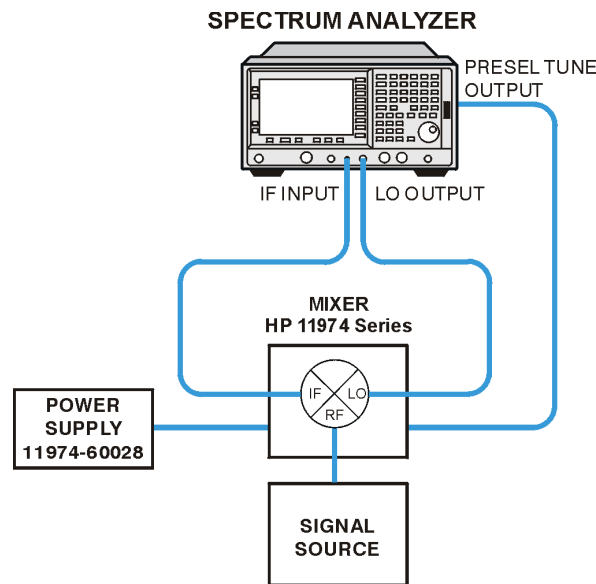 SPECTRUM ANALYZER
PRESEL TUNE
OUTPUT
IF INPUT
LO OUTPUT
MIXER
HP 11974 Series
IF
LO
RF
POWER
SUPPLY
11974-60028
SIGNAL
SOURCE